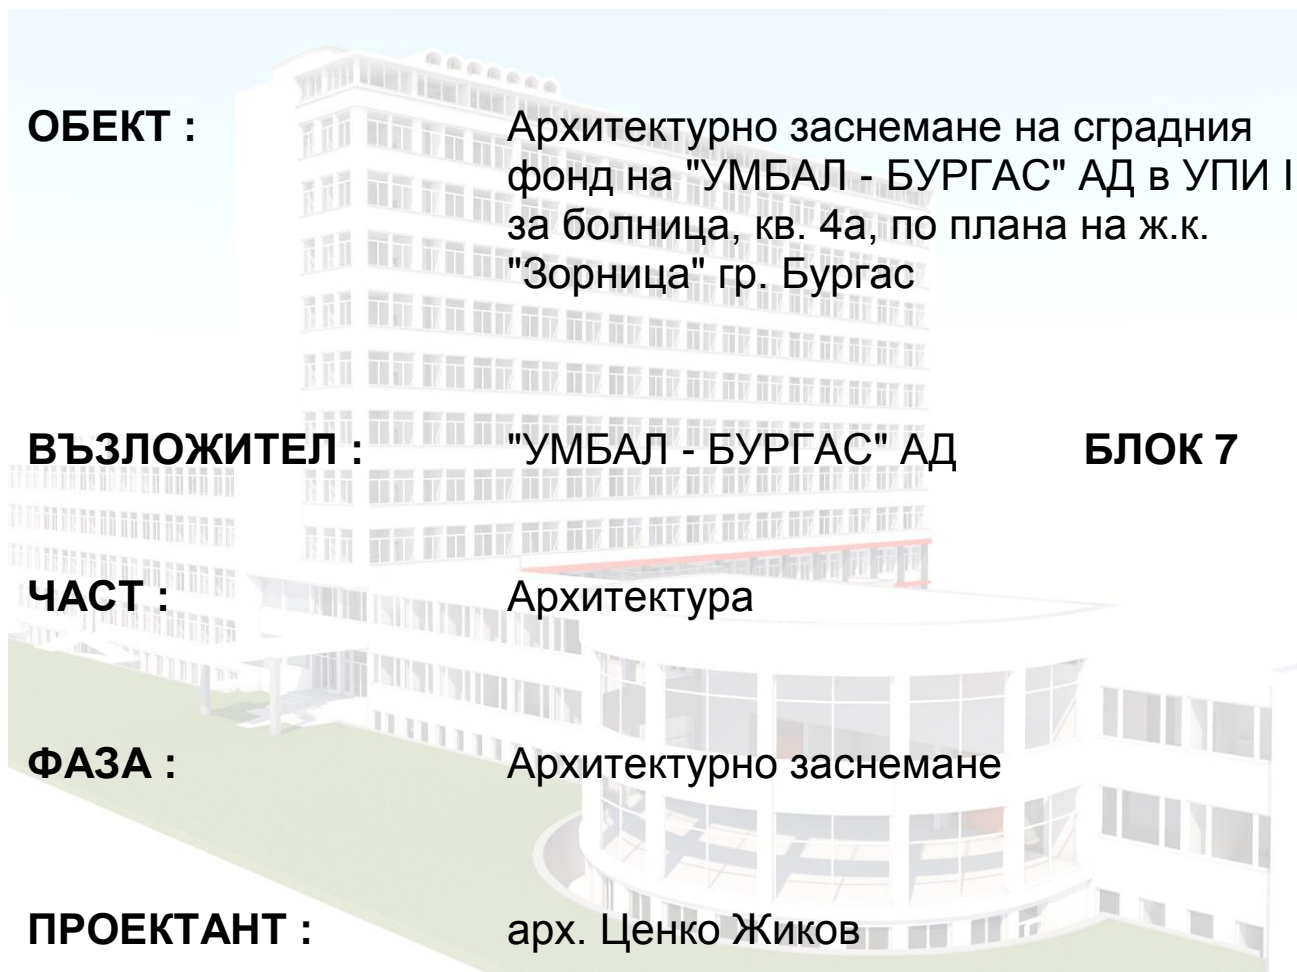 ОБЕКТ : Архитектурно заснемане на сградния
фонд на "УМБАЛ - БУРГАС" АД в УПИ I
за болница, кв. 4а, по плана на ж.к.
"Зорница" гр. Бургас
ВЪЗЛОЖИТЕЛ : "УМБАЛ - БУРГАС" АД БЛОК 7
ЧАСТ : Архитектура
ФАЗА : Архитектурно заснемане
ПРОЕКТАНТ : арх. Ценко Жиков